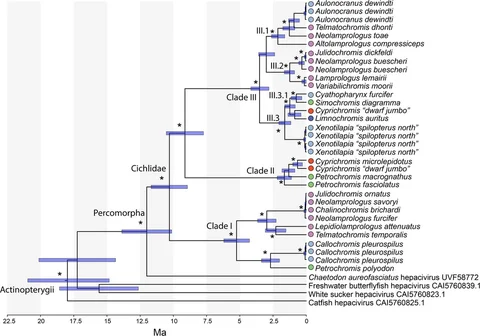 Aulonocranus dewindti
Aulonocranus dewindti
Aulonocranus dewindti
Telmatochromis dhonti
III.1
Neolamprologus toae
Altolamprologus compressiceps
Julidochromis dickfeldi
Neolamprologus buescheri
III.2
Neolamprologus buescheri
Lamprologus lemairii
Variabilichromis moorii
Clade III
III.3.1
Cyathopharynx furcifer
Simochromis diagramma
Cyprichromis "dwarf jumbo"
III.3
Limnochromis auritus
Xenotilapia "spilopterus north"
Xenotilapia "spilopterus north"
Xenotilapia "spilopterus north"
Xenotilapia "spilopterus north"
Cichlidae
Cyprichromis microlepidotus
Clade II
Cyprichromis "dwarf jumbo"
Petrochromis macrognathus
Petrochromis fasciolatus
Julidochromis ornatus
Neolamprologus savoryi
Percomorpha
Chalinochromis brichardi
Neolamprologus furcifer
Clade I
Lepidiolamprologus attenuatus
Telmatochromis temporalis
Callochromis pleurospilus
Callochromis pleurospilus
Callochromis pleurospilus
Petrochromis polyodon
Chaetodon aureofasciatus hepacivirus UVF58772
Actinopterygii
Freshwater butterflyfish hepacivirus CAI5760839.1
White sucker hepacivirus CAI5760823.1
Catfish hepacivirus CAI5760825.1
22.5 20 17.5 15 12.5 10 7.5 5 2.5 0
Ma